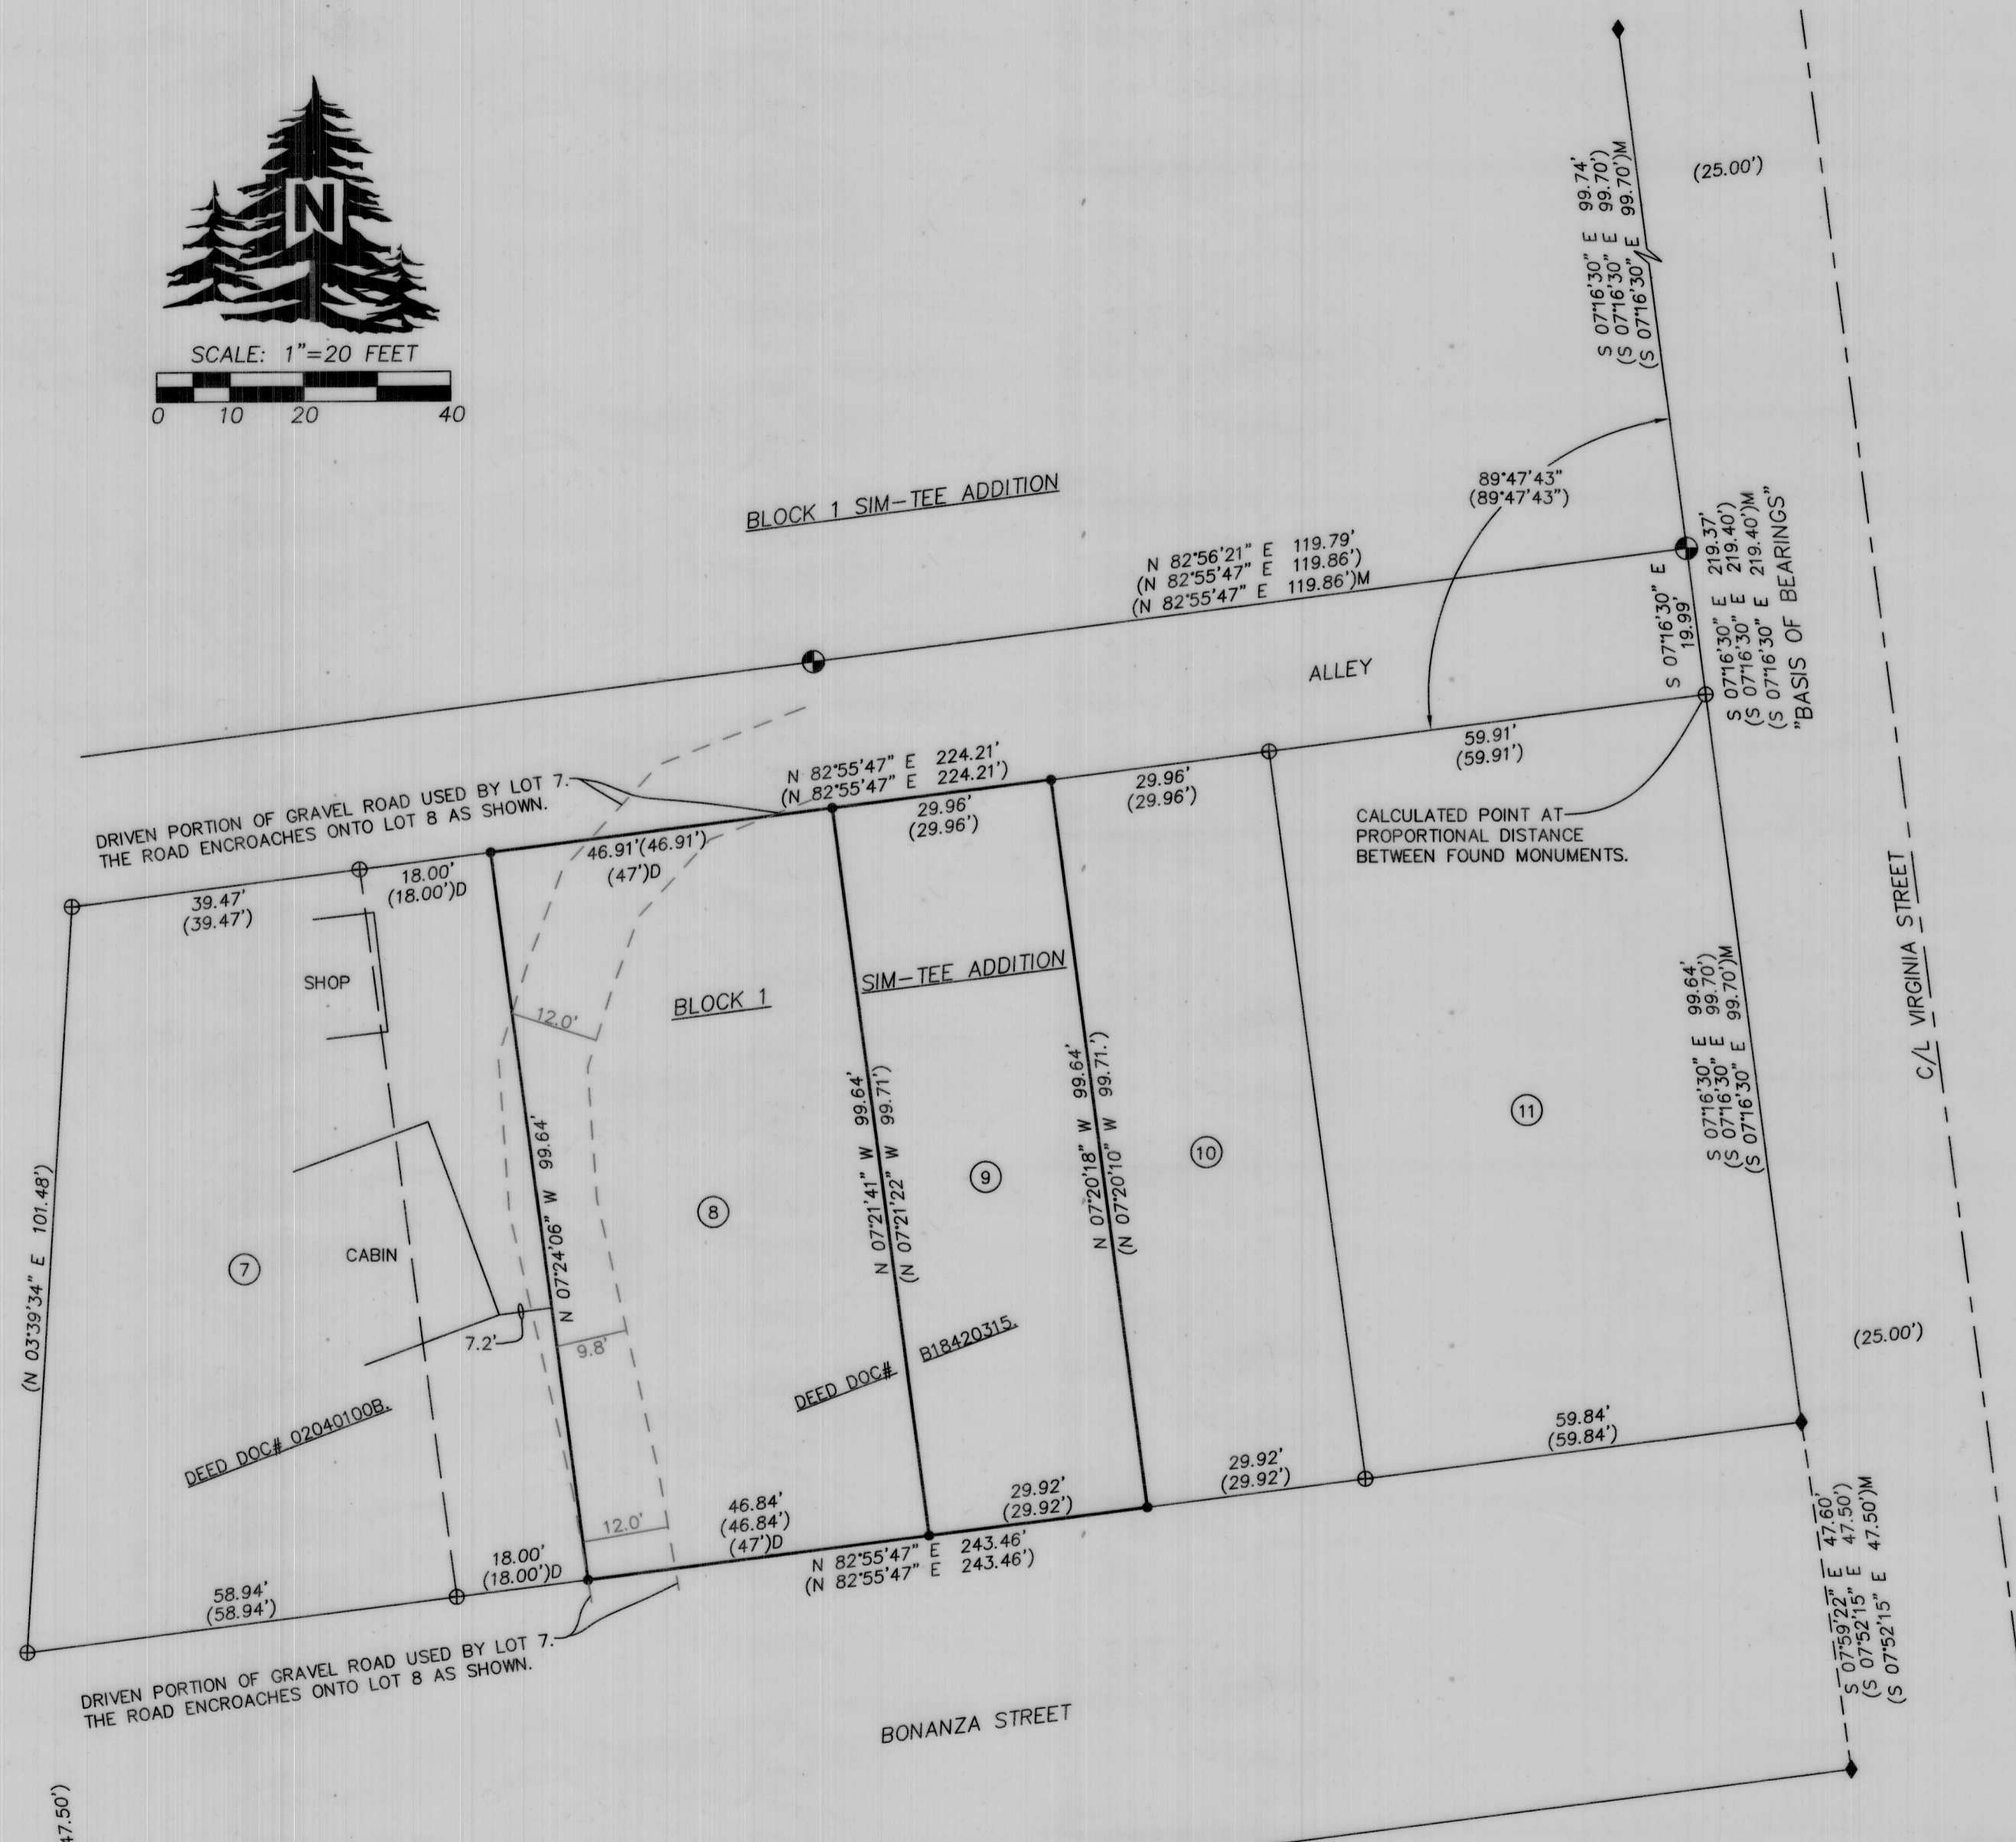 N
SCALE: 1"=20 FEET
0 10 20 40
BLOCK 1 SIM-TEE ADDITION
S 07°16'30" E 99.74'
(S 07°16'30" E 99.70')
(S 07°16'30" E 99.70')M
(25.00')
89°47'43"
(89°47'43")
N 82°56'21" E 119.79'
(N 82°55'47" E 119.86')
(N 82°55'47" E 119.86')M
S 07°16'30" E
19.99'
S 07°16'30" E 219.37'
(S 07°16'30" E 219.40')
(S 07°16'30" E 219.40')M
"BASIS OF BEARINGS"
ALLEY
DRIVEN PORTION OF GRAVEL ROAD USED BY LOT 7.
THE ROAD ENCROACHES ONTO LOT 8 AS SHOWN.
N 82°55'47" E 224.21'
(N 82°55'47" E 224.21')
39.47'
(39.47')
18.00'
(18.00')D
46.91'(46.91')
(47')D
29.96'
(29.96')
29.96'
(29.96')
59.91'
(59.91')
CALCULATED POINT AT
PROPORTIONAL DISTANCE
BETWEEN FOUND MONUMENTS.
C/L VIRGINIA STREET
SHOP
12.0'
BLOCK 1
SIM-TEE ADDITION
(N 03°39'34" E 101.48')
N 07°24'06" W 99.64'
N 07°21'41" W 99.64'
(N 07°21'22" W 99.71')
N 07°20'18" W 99.64'
(N 07°20'10" W 99.71.')
S 07°16'30" E 99.64'
(S 07°16'30" E 99.70')
(S 07°16'30" E 99.70')M
7
CABIN
8
9
10
11
7.2'
9.8'
DEED DOC# 02040100B.
DEED DOC# B18420315.
(25.00')
12.0'
58.94'
(58.94')
18.00'
(18.00')D
46.84'
(46.84')
(47')D
29.92'
(29.92')
29.92'
(29.92')
59.84'
(59.84')
N 82°55'47" E 243.46'
(N 82°55'47" E 243.46')
S 07°59'22" E 47.60'
(S 07°52'15" E 47.50')
(S 07°52'15" E 47.50')M
DRIVEN PORTION OF GRAVEL ROAD USED BY LOT 7.
THE ROAD ENCROACHES ONTO LOT 8 AS SHOWN.
BONANZA STREET
47.50')